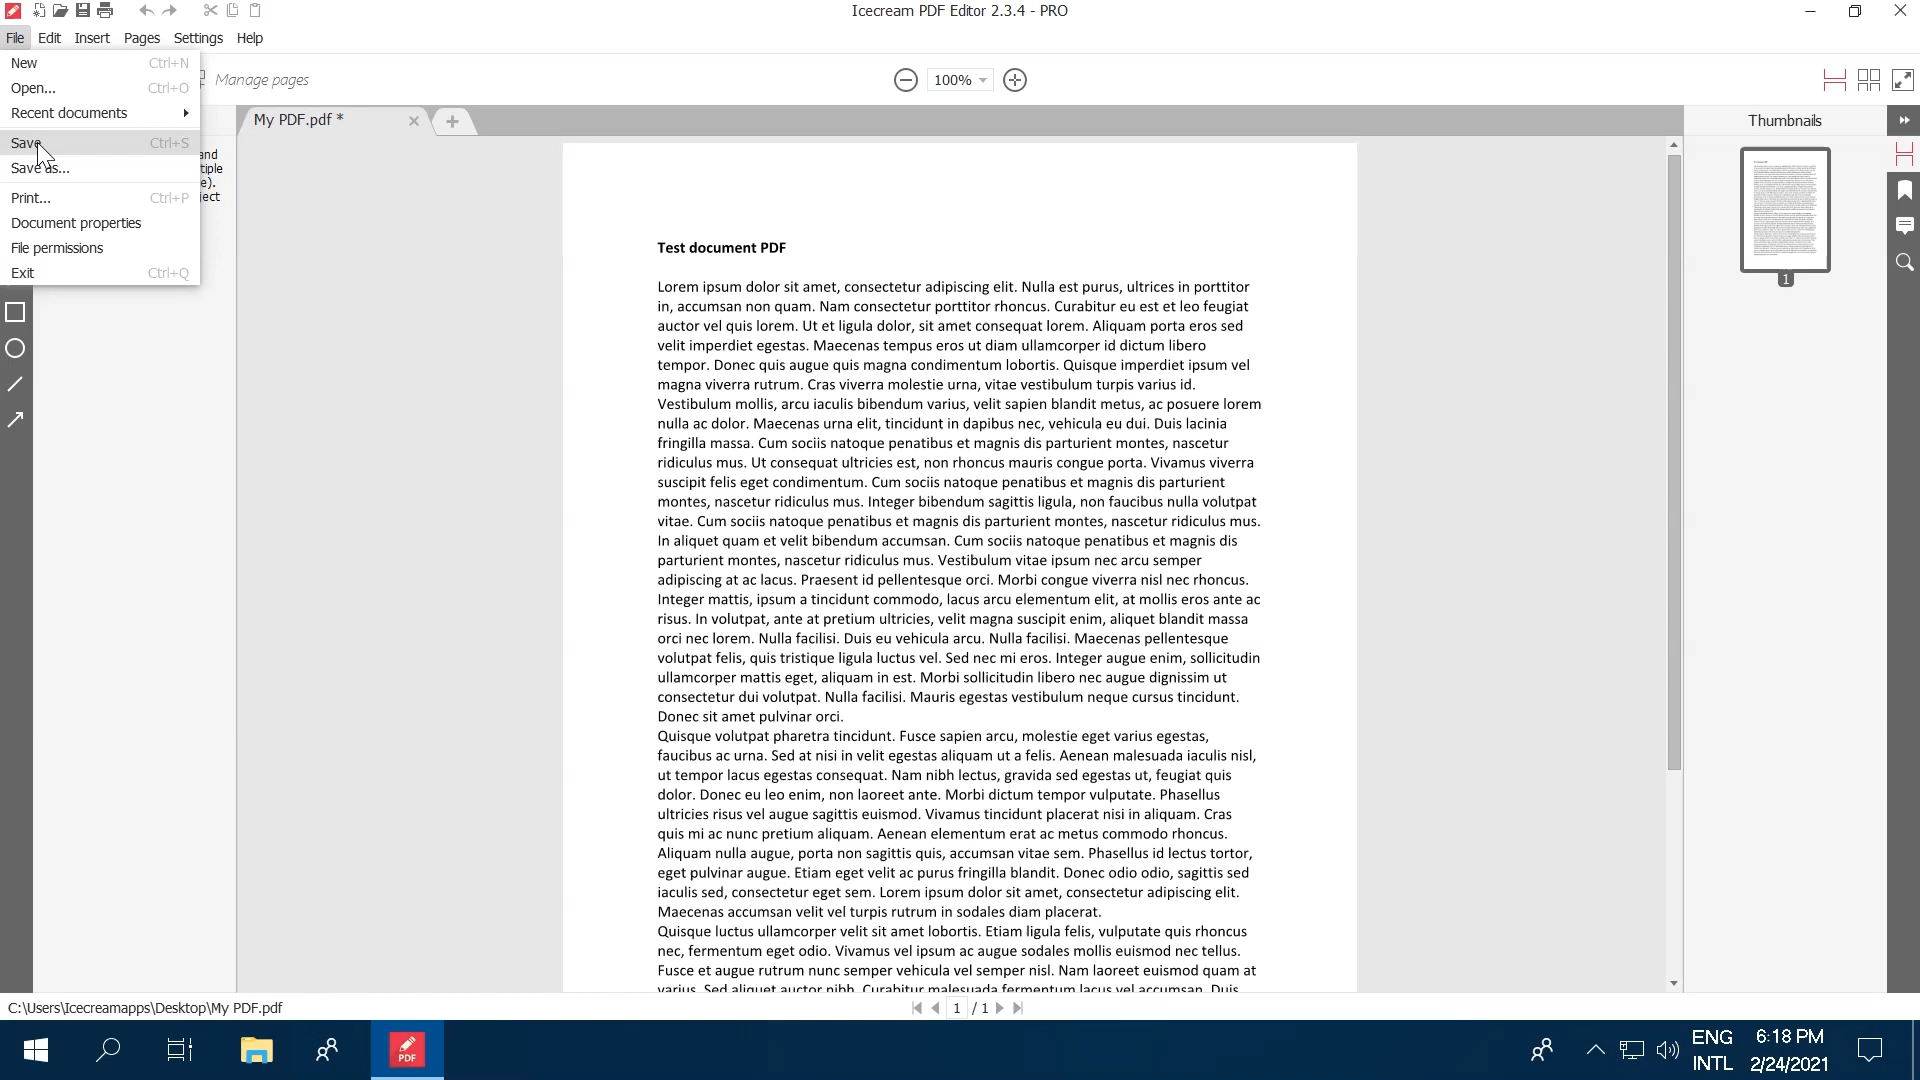 Icecream PDF Editor 2.3.4 - PRO
File Edit Insert Pages Settings Help
New Ctrl+N
Open... Ctrl+O
Recent documents
Save Ctrl+S
Save as...
Print... Ctrl+P
Document properties
File permissions
Exit Ctrl+Q
Manage pages
100%
My PDF.pdf *
Thumbnails
1
and
tiple
e).
ject
Test document PDF
Lorem ipsum dolor sit amet, consectetur adipiscing elit. Nulla est purus, ultrices in porttitor
in, accumsan non quam. Nam consectetur porttitor rhoncus. Curabitur eu est et leo feugiat
auctor vel quis lorem. Ut et ligula dolor, sit amet consequat lorem. Aliquam porta eros sed
velit imperdiet egestas. Maecenas tempus eros ut diam ullamcorper id dictum libero
tempor. Donec quis augue quis magna condimentum lobortis. Quisque imperdiet ipsum vel
magna viverra rutrum. Cras viverra molestie urna, vitae vestibulum turpis varius id.
Vestibulum mollis, arcu iaculis bibendum varius, velit sapien blandit metus, ac posuere lorem
nulla ac dolor. Maecenas urna elit, tincidunt in dapibus nec, vehicula eu dui. Duis lacinia
fringilla massa. Cum sociis natoque penatibus et magnis dis parturient montes, nascetur
ridiculus mus. Ut consequat ultricies est, non rhoncus mauris congue porta. Vivamus viverra
suscipit felis eget condimentum. Cum sociis natoque penatibus et magnis dis parturient
montes, nascetur ridiculus mus. Integer bibendum sagittis ligula, non faucibus nulla volutpat
vitae. Cum sociis natoque penatibus et magnis dis parturient montes, nascetur ridiculus mus.
In aliquet quam et velit bibendum accumsan. Cum sociis natoque penatibus et magnis dis
parturient montes, nascetur ridiculus mus. Vestibulum vitae ipsum nec arcu semper
adipiscing at ac lacus. Praesent id pellentesque orci. Morbi congue viverra nisl nec rhoncus.
Integer mattis, ipsum a tincidunt commodo, lacus arcu elementum elit, at mollis eros ante ac
risus. In volutpat, ante at pretium ultricies, velit magna suscipit enim, aliquet blandit massa
orci nec lorem. Nulla facilisi. Duis eu vehicula arcu. Nulla facilisi. Maecenas pellentesque
volutpat felis, quis tristique ligula luctus vel. Sed nec mi eros. Integer augue enim, sollicitudin
ullamcorper mattis eget, aliquam in est. Morbi sollicitudin libero nec augue dignissim ut
consectetur dui volutpat. Nulla facilisi. Mauris egestas vestibulum neque cursus tincidunt.
Donec sit amet pulvinar orci.
Quisque volutpat pharetra tincidunt. Fusce sapien arcu, molestie eget varius egestas,
faucibus ac urna. Sed at nisi in velit egestas aliquam ut a felis. Aenean malesuada iaculis nisl,
ut tempor lacus egestas consequat. Nam nibh lectus, gravida sed egestas ut, feugiat quis
dolor. Donec eu leo enim, non laoreet ante. Morbi dictum tempor vulputate. Phasellus
ultricies risus vel augue sagittis euismod. Vivamus tincidunt placerat nisi in aliquam. Cras
quis mi ac nunc pretium aliquam. Aenean elementum erat ac metus commodo rhoncus.
Aliquam nulla augue, porta non sagittis quis, accumsan vitae sem. Phasellus id lectus tortor,
eget pulvinar augue. Etiam eget velit ac purus fringilla blandit. Donec odio odio, sagittis sed
iaculis sed, consectetur eget sem. Lorem ipsum dolor sit amet, consectetur adipiscing elit.
Maecenas accumsan velit vel turpis rutrum in sodales diam placerat.
Quisque luctus ullamcorper velit sit amet lobortis. Etiam ligula felis, vulputate quis rhoncus
nec, fermentum eget odio. Vivamus vel ipsum ac augue sodales mollis euismod nec tellus.
Fusce et augue rutrum nunc semper vehicula vel semper nisl. Nam laoreet euismod quam at
varius. Sed aliquet auctor nibh. Curabitur malesuada fermentum lacus vel accumsan. Duis
C:\Users\Icecreamapps\Desktop\My PDF.pdf
1 / 1
PDF
ENG 6:18 PM
INTL 2/24/2021